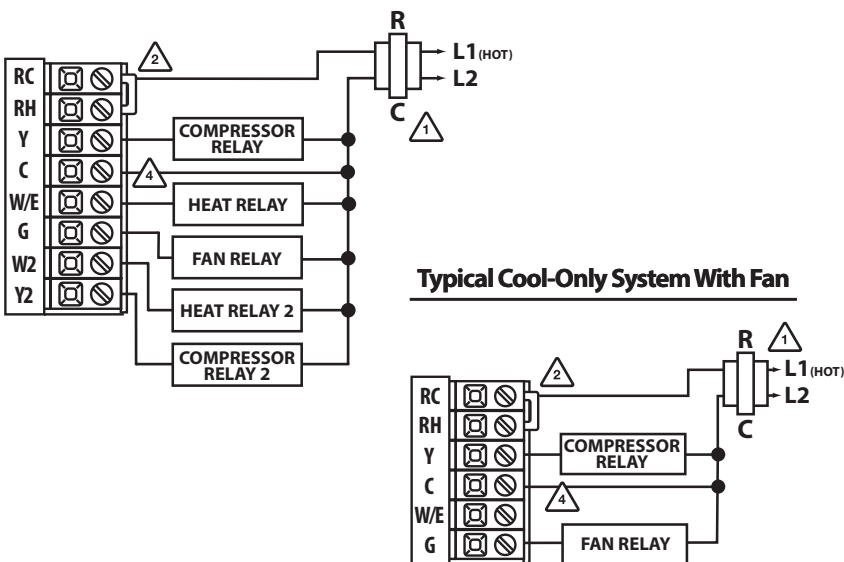 R
L1(HOT)
L2
C
1
2
RC
RH
Y
C
W/E
G
W2
Y2
COMPRESSOR
RELAY
4
HEAT RELAY
FAN RELAY
HEAT RELAY 2
COMPRESSOR
RELAY 2
Typical Cool-Only System With Fan
R
1
L1(HOT)
L2
C
2
RC
RH
Y
C
W/E
G
COMPRESSOR
RELAY
4
FAN RELAY